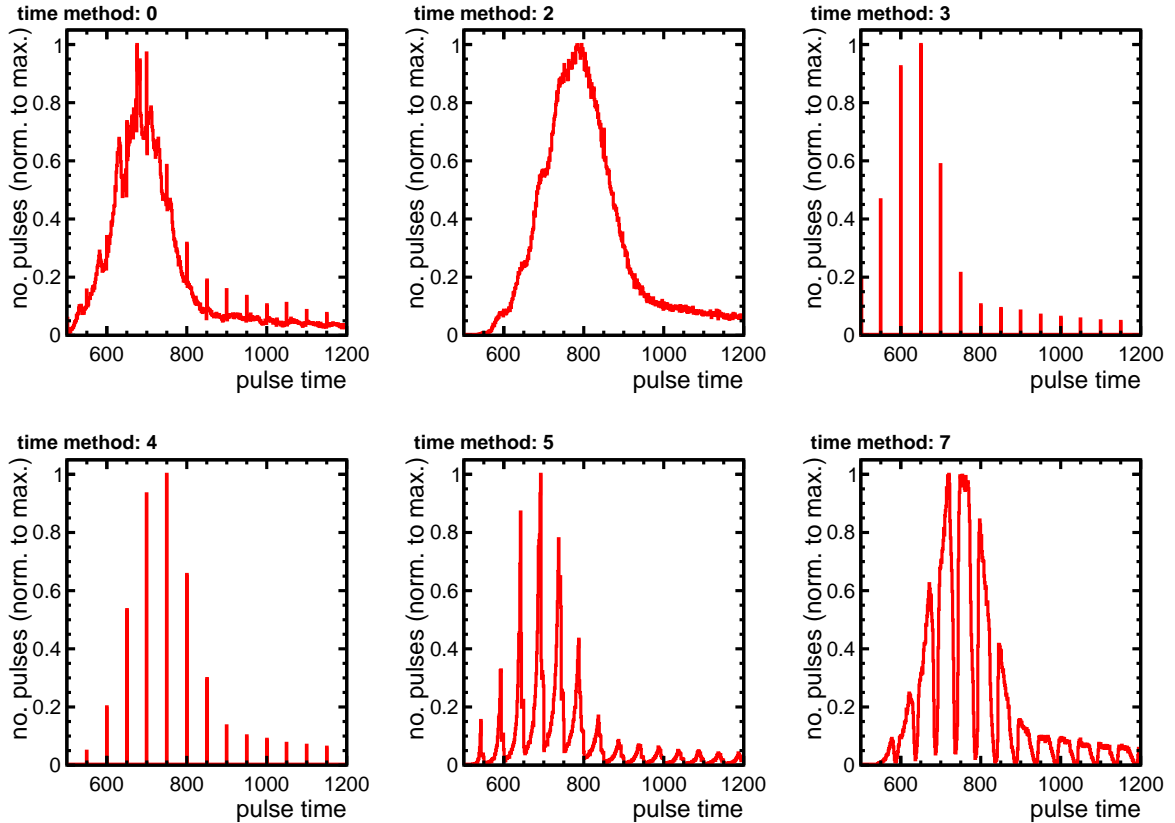 time method: 0
no. pulses (norm. to max.)
1
0.8
0.6
0.4
0.2
0
600 800 1000 1200
pulse time
time method: 2
no. pulses (norm. to max.)
1
0.8
0.6
0.4
0.2
0
600 800 1000 1200
pulse time
time method: 3
no. pulses (norm. to max.)
1
0.8
0.6
0.4
0.2
0
600 800 1000 1200
pulse time
time method: 4
no. pulses (norm. to max.)
1
0.8
0.6
0.4
0.2
0
600 800 1000 1200
pulse time
time method: 5
no. pulses (norm. to max.)
1
0.8
0.6
0.4
0.2
0
600 800 1000 1200
pulse time
time method: 7
no. pulses (norm. to max.)
1
0.8
0.6
0.4
0.2
0
600 800 1000 1200
pulse time